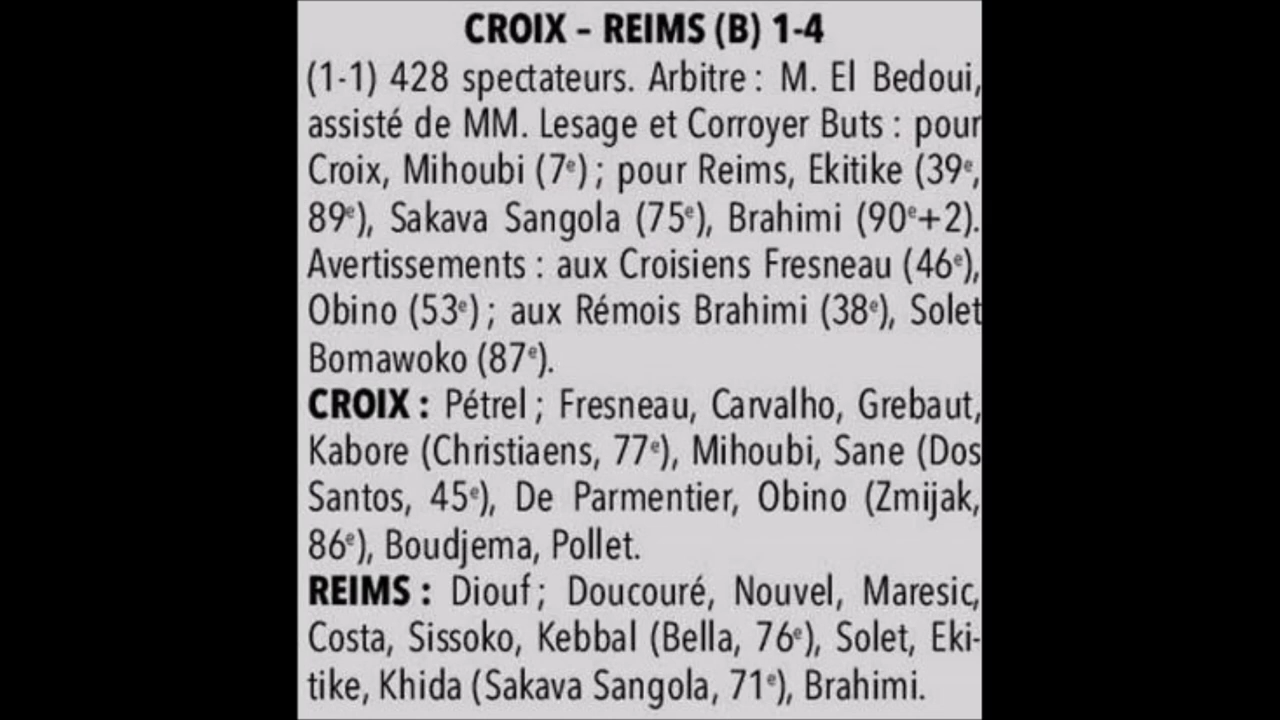 CROIX – REIMS (B) 1-4
(1-1) 428 spectateurs. Arbitre : M. El Bedoui,
assisté de MM. Lesage et Corroyer Buts : pour
Croix, Mihoubi (7e) ; pour Reims, Ekitike (39e,
89e), Sakava Sangola (75e), Brahimi (90e+2).
Avertissements : aux Croisiens Fresneau (46e),
Obino (53e) ; aux Rémois Brahimi (38e), Solet
Bomawoko (87e).
CROIX : Pétrel ; Fresneau, Carvalho, Grebaut,
Kabore (Christiaens, 77e), Mihoubi, Sane (Dos
Santos, 45e), De Parmentier, Obino (Zmijak,
86e), Boudjema, Pollet.
REIMS : Diouf ; Doucouré, Nouvel, Maresic,
Costa, Sissoko, Kebbal (Bella, 76e), Solet, Eki-
tike, Khida (Sakava Sangola, 71e), Brahimi.